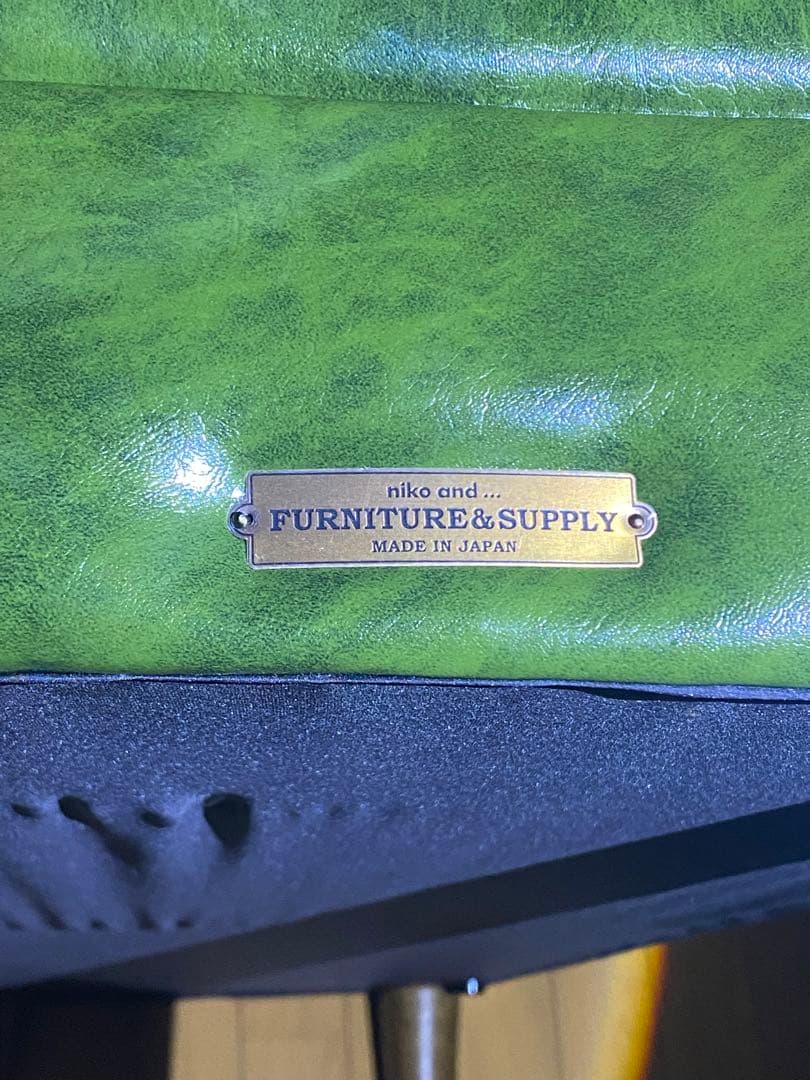 niko and ...
FURNITURE&SUPPLY
MADE IN JAPAN